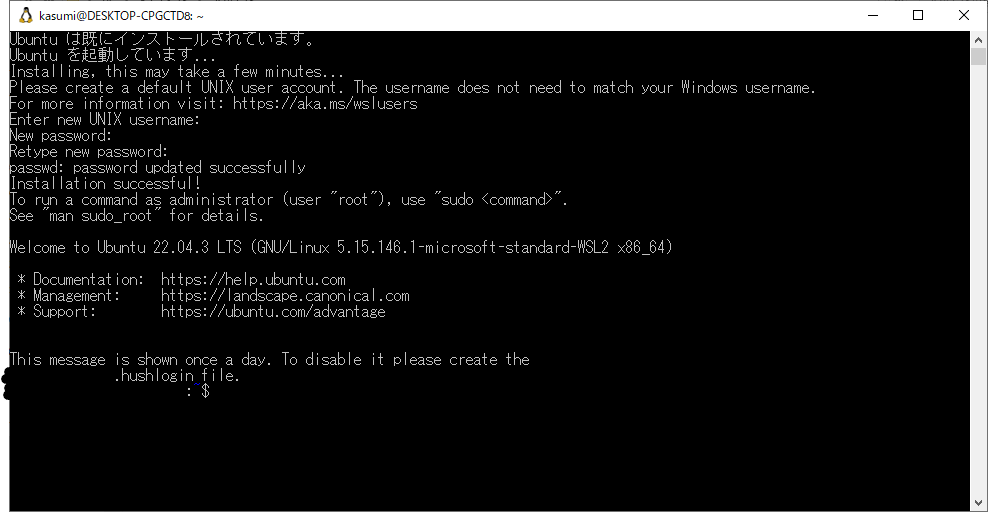 kasumi@DESKTOP-CPGCTD8: ~
Ubuntu は既にインストールされています。
Ubuntu を起動しています...
Installing, this may take a few minutes...
Please create a default UNIX user account. The username does not need to match your Windows username.
For more information visit: https://aka.ms/wslusers
Enter new UNIX username:
New password:
Retype new password:
passwd: password updated successfully
Installation successful!
To run a command as administrator (user "root"), use "sudo <command>".
See "man sudo_root" for details.
Welcome to Ubuntu 22.04.3 LTS (GNU/Linux 5.15.146.1-microsoft-standard-WSL2 x86_64)
* Documentation:  https://help.ubuntu.com
* Management:     https://landscape.canonical.com
* Support:        https://ubuntu.com/advantage
This message is shown once a day. To disable it please create the
.hushlogin file.
:~$